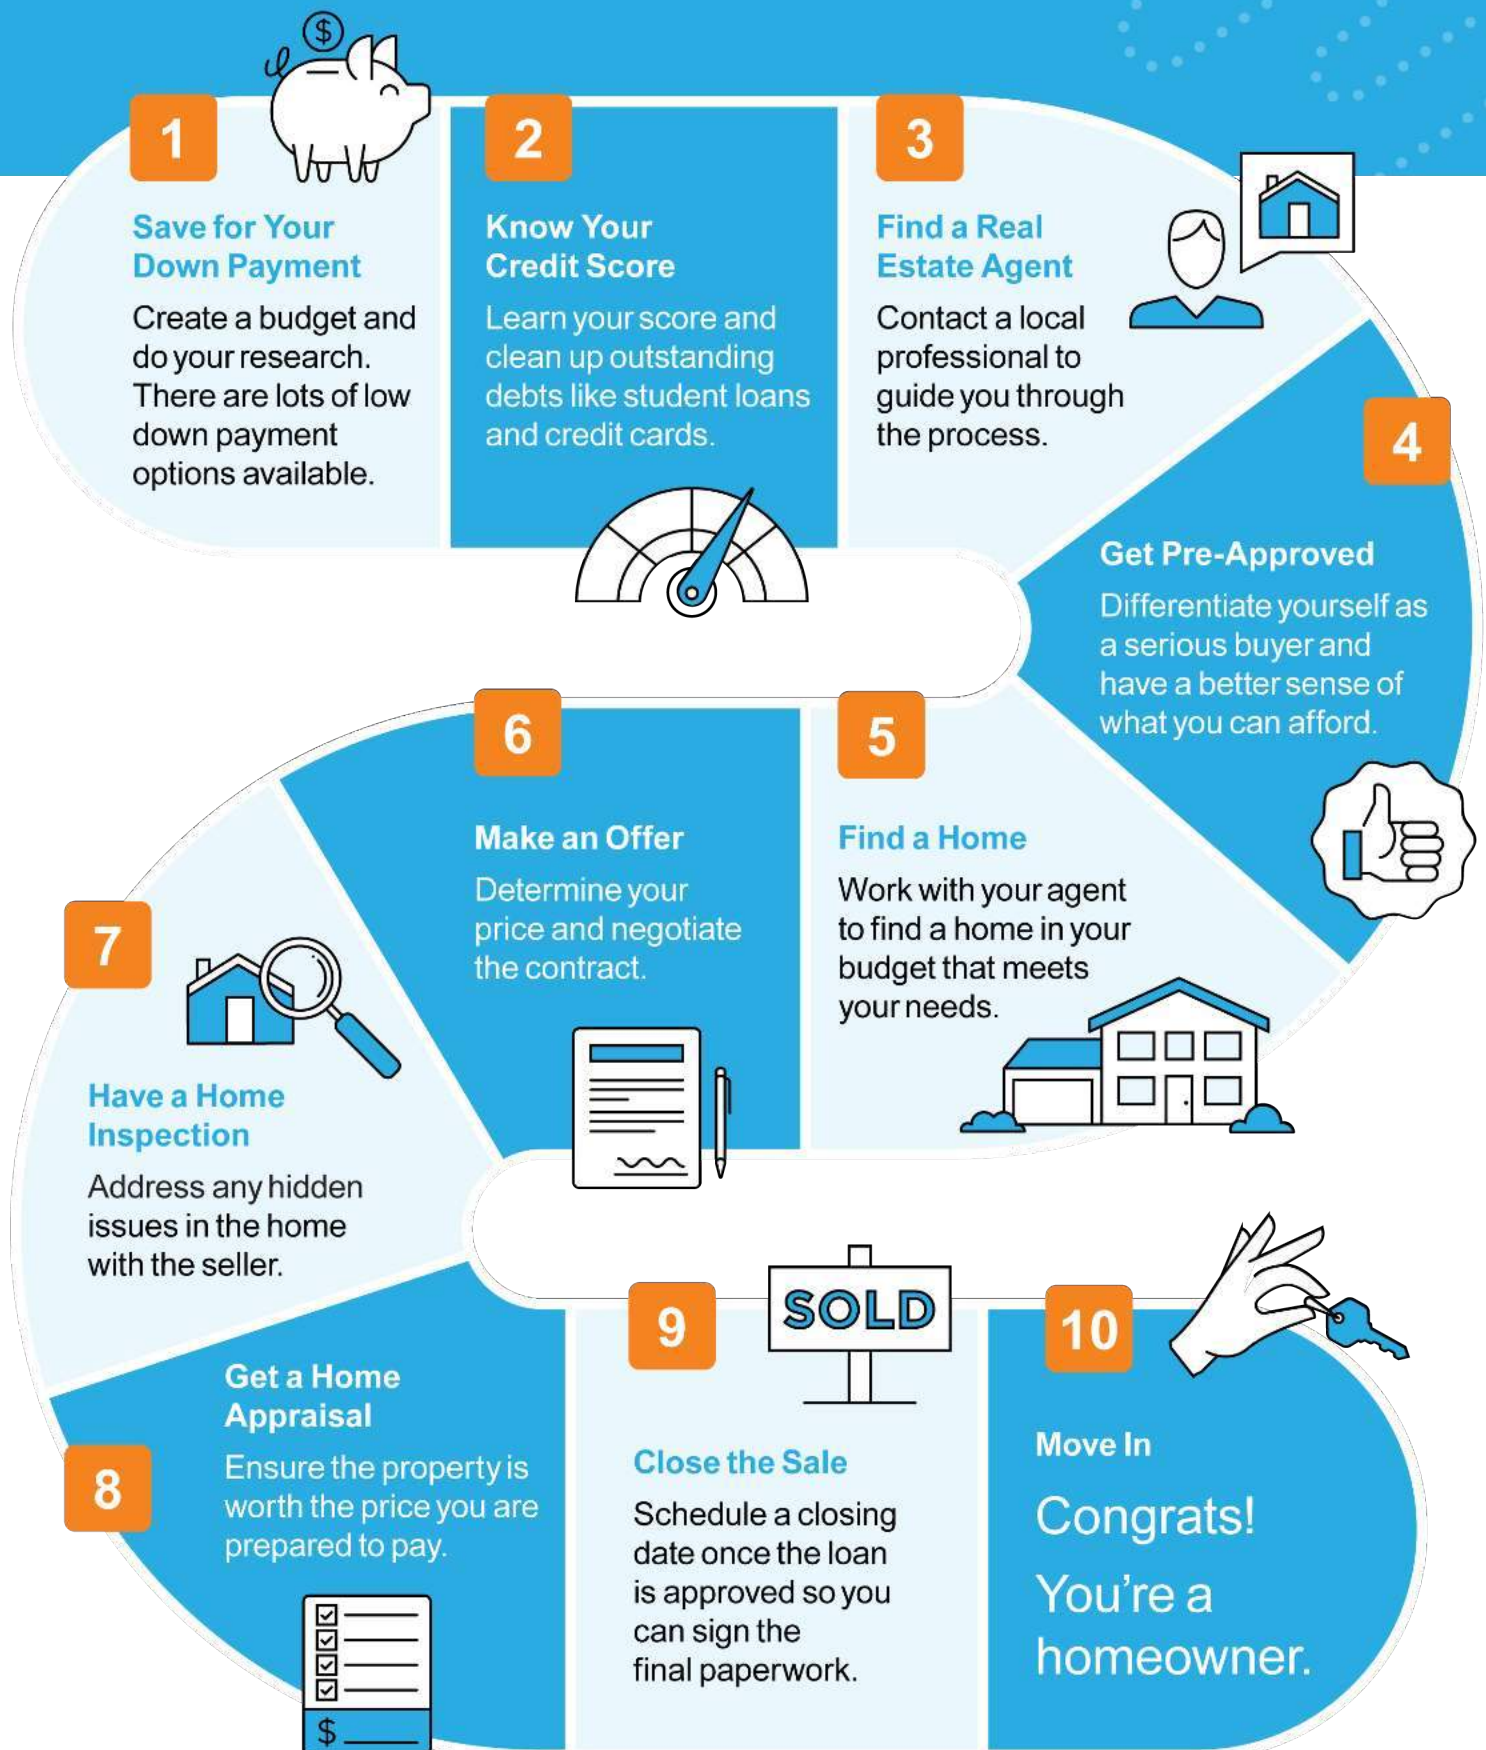 $
1
Save for Your
Down Payment
Create a budget and
do your research.
There are lots of low
down payment
options available.
2
Know Your
Credit Score
Learn your score and
clean up outstanding
debts like student loans
and credit cards.
3
Find a Real
Estate Agent
Contact a local
professional to
guide you through
the process.
4
Get Pre-Approved
Differentiate yourself as
a serious buyer and
have a better sense of
what you can afford.
5
Find a Home
Work with your agent
to find a home in your
budget that meets
your needs.
6
Make an Offer
Determine your
price and negotiate
the contract.
7
Have a Home
Inspection
Address any hidden
issues in the home
with the seller.
8
Get a Home
Appraisal
Ensure the property is
worth the price you are
prepared to pay.
$
9
SOLD
Close the Sale
Schedule a closing
date once the loan
is approved so you
can sign the
final paperwork.
10
Move In
Congrats!
You're a
homeowner.